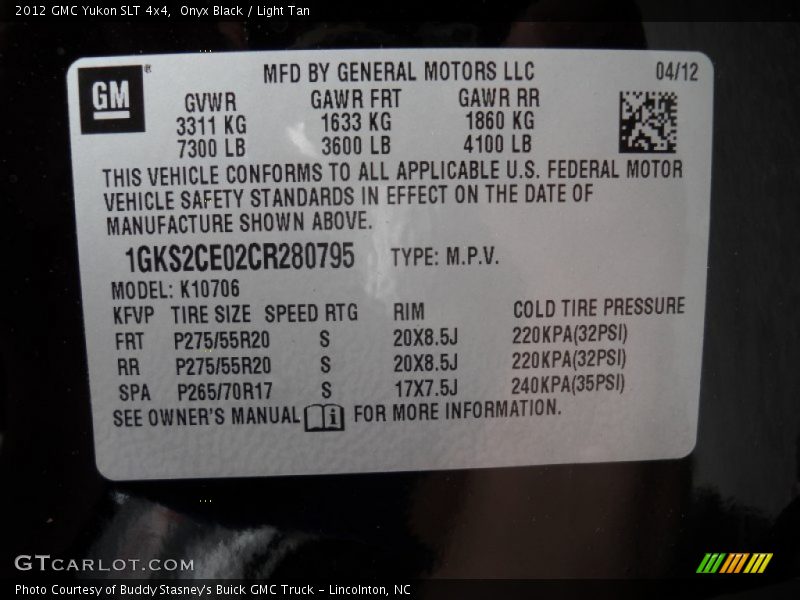 2012 GMC Yukon SLT 4x4,  Onyx Black / Light Tan
GM®
MFD BY GENERAL MOTORS LLC 04/12
GVWR GAWR FRT GAWR RR
3311 KG 1633 KG 1860 KG
7300 LB 3600 LB 4100 LB
THIS VEHICLE CONFORMS TO ALL APPLICABLE U.S. FEDERAL MOTOR
VEHICLE SAFETY STANDARDS IN EFFECT ON THE DATE OF
MANUFACTURE SHOWN ABOVE.
1GKS2CE02CR280795 TYPE: M.P.V.
MODEL: K10706
KFVP TIRE SIZE SPEED RTG RIM COLD TIRE PRESSURE
FRT P275/55R20 S 20X8.5J 220KPA(32PSI)
RR P275/55R20 S 20X8.5J 220KPA(32PSI)
SPA P265/70R17 S 17X7.5J 240KPA(35PSI)
SEE OWNER'S MANUAL i FOR MORE INFORMATION.
GTCARLOT.COM
Photo Courtesy of Buddy Stasney's Buick GMC Truck - Lincolnton, NC